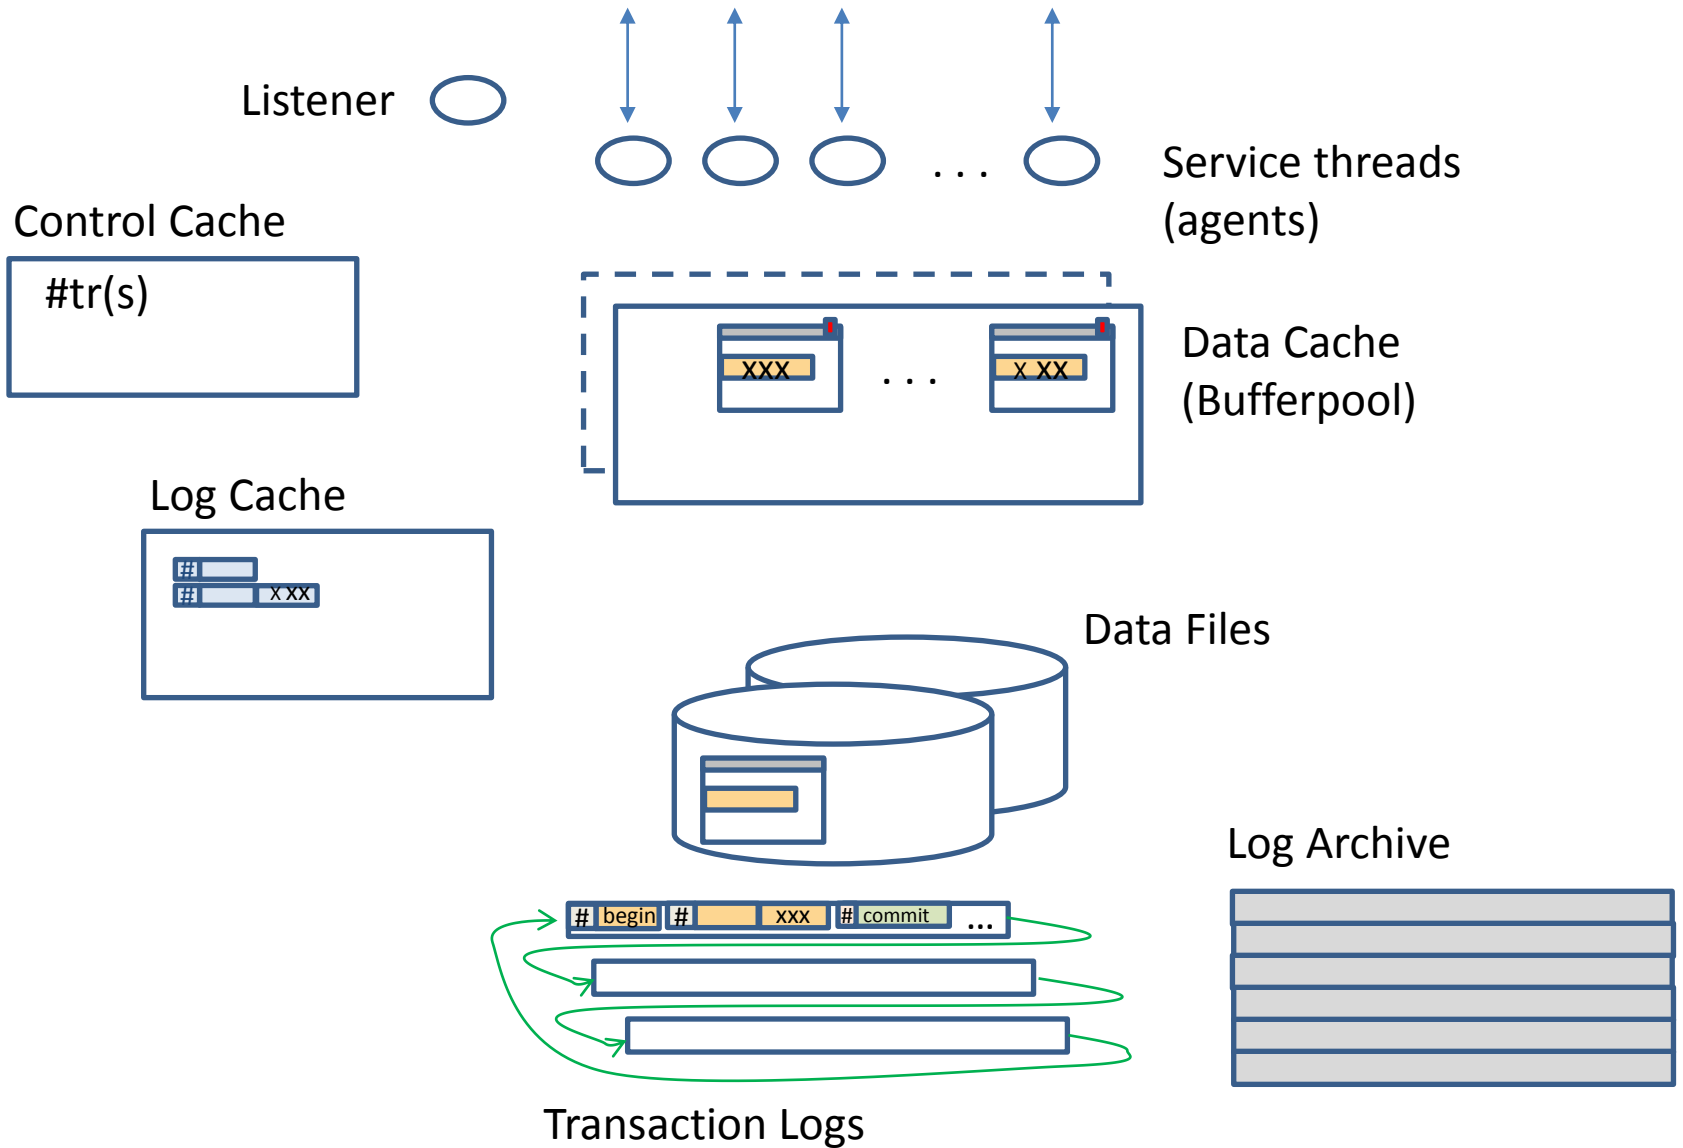 Listener
. . .
Service threads
(agents)
Control Cache
#tr(s)
XXX
. . .
X XX
Data Cache
(Bufferpool)
Log Cache
#
#
X XX
Data Files
Log Archive
# begin # xxx # commit ...
Transaction Logs